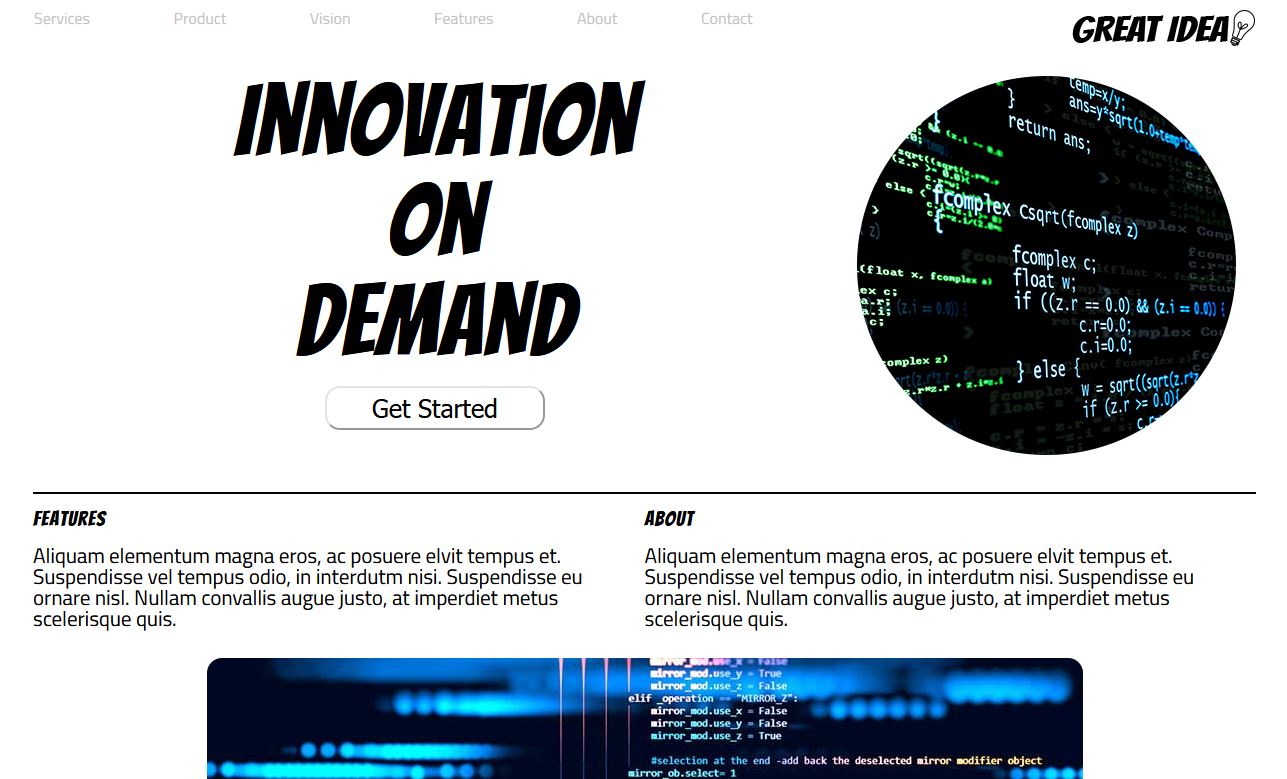 Services Product Vision Features About Contact
GREAT IDEA
INNOVATION
ON
DEMAND
Get Started
temp=x/y;
} ans=y*sqrt(1.0+temp*te
return ans;
{
else {
fcomplex Csqrt(fcomplex z)
{
fcomplex c;
(float x, fcomplex a)
float w;
if ((z.r == 0.0) && (z.i == 0.0)) {
c.r=0.0;
c.i=0.0;
omplex z)
} else {
w = sqrt((sqrt(z.r*z
if (z.r >= 0.0){
FEATURES
Aliquam elementum magna eros, ac posuere elvit tempus et.
Suspendisse vel tempus odio, in interdutm nisi. Suspendisse eu
ornare nisl. Nullam convallis augue justo, at imperdiet metus
scelerisque quis.
ABOUT
Aliquam elementum magna eros, ac posuere elvit tempus et.
Suspendisse vel tempus odio, in interdutm nisi. Suspendisse eu
ornare nisl. Nullam convallis augue justo, at imperdiet metus
scelerisque quis.
mirror_mod.use_x = False
mirror_mod.use_y = True
mirror_mod.use_z = False
elif _operation == "MIRROR_Z":
mirror_mod.use_x = False
mirror_mod.use_y = False
mirror_mod.use_z = True
#selection at the end -add back the deselected mirror modifier object
mirror_ob.select= 1